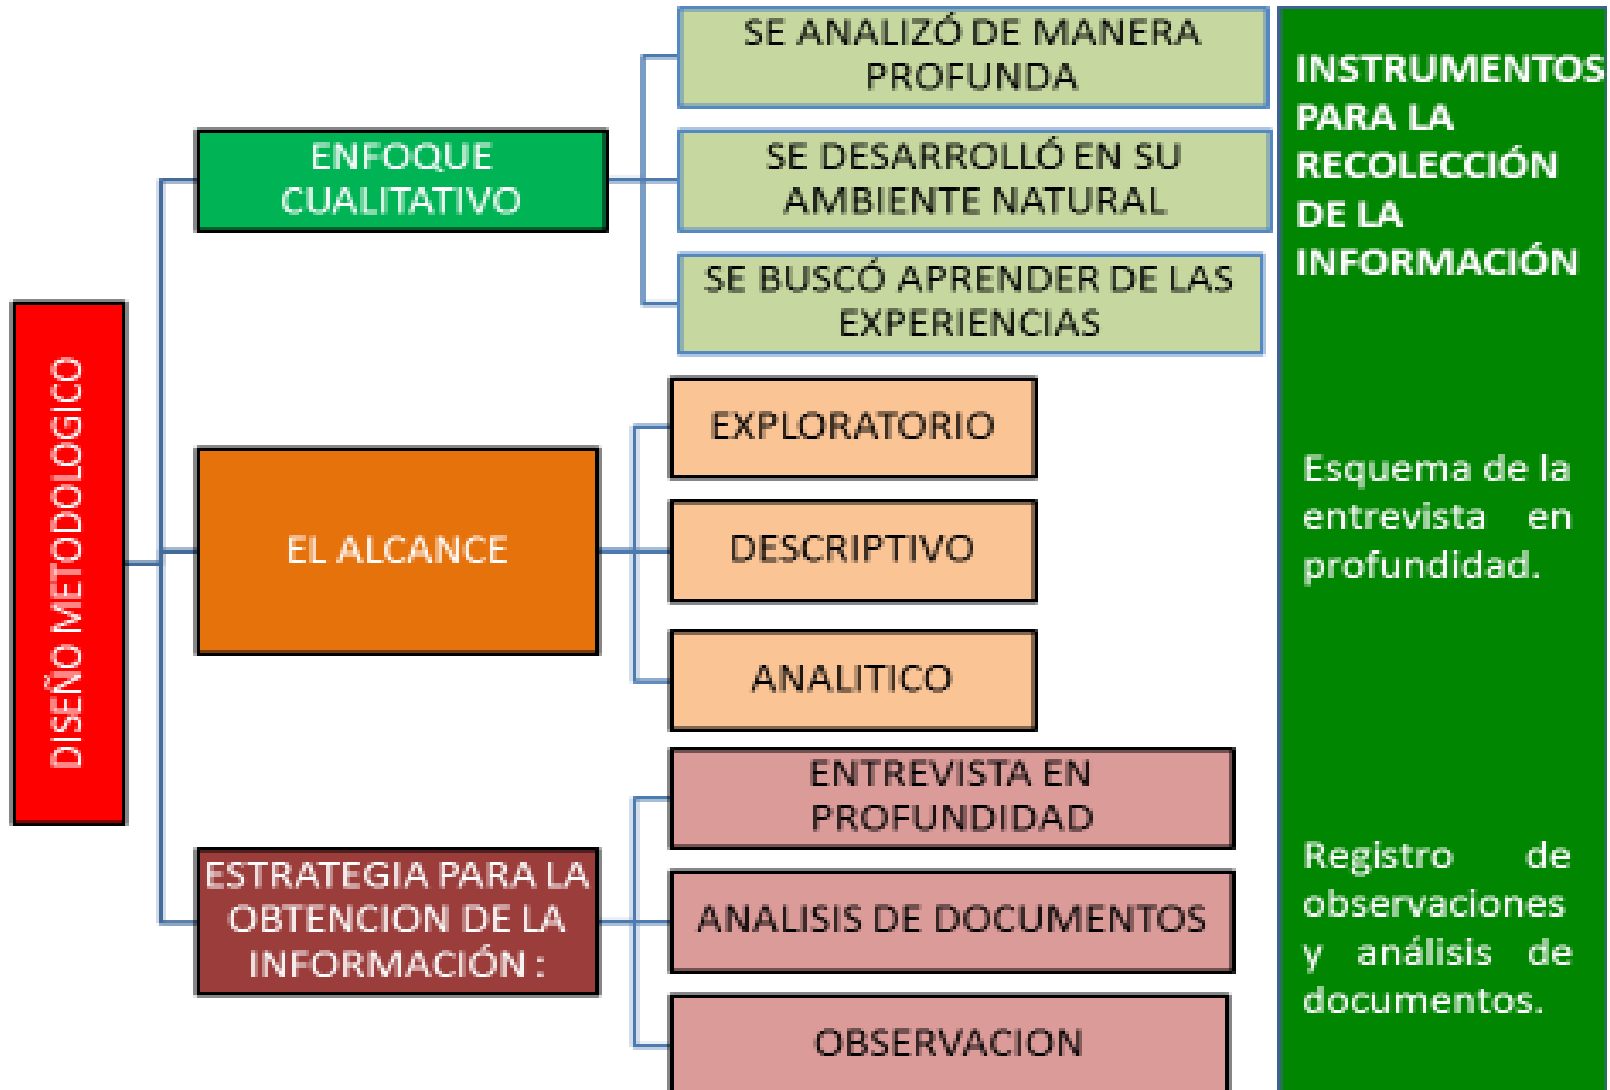 DISEÑO METODOLOGICO
ENFOQUE
CUALITATIVO
SE ANALIZÓ DE MANERA
PROFUNDA
SE DESARROLLÓ EN SU
AMBIENTE NATURAL
SE BUSCÓ APRENDER DE LAS
EXPERIENCIAS
EL ALCANCE
EXPLORATORIO
DESCRIPTIVO
ANALITICO
ESTRATEGIA PARA LA
OBTENCION DE LA
INFORMACIÓN :
ENTREVISTA EN
PROFUNDIDAD
ANALISIS DE DOCUMENTOS
OBSERVACION
INSTRUMENTOS
PARA LA
RECOLECCIÓN
DE LA
INFORMACIÓN
Esquema de la
entrevista en
profundidad.
Registro de
observaciones
y análisis de
documentos.